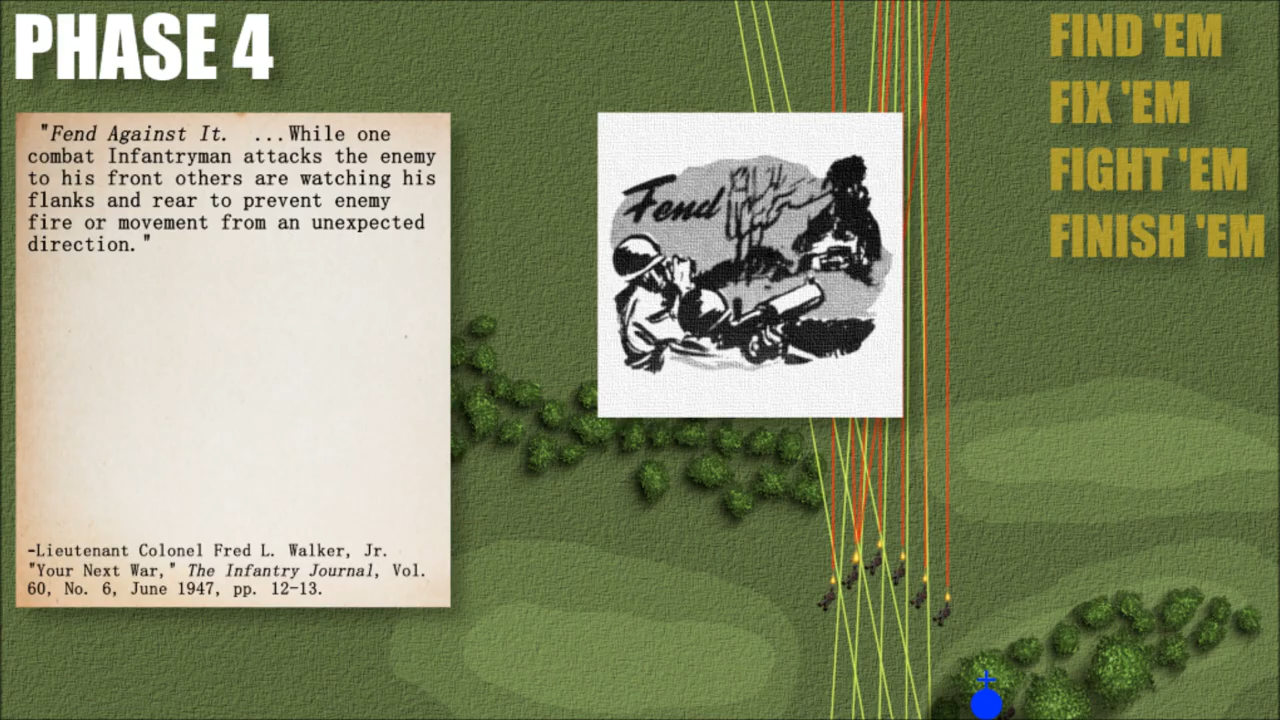 PHASE 4
"Fend Against It. ...While one
combat Infantryman attacks the enemy
to his front others are watching his
flanks and rear to prevent enemy
fire or movement from an unexpected
direction."
-Lieutenant Colonel Fred L. Walker, Jr.
"Your Next War," The Infantry Journal, Vol.
60, No. 6, June 1947, pp. 12-13.
Fend
FIND 'EM
FIX 'EM
FIGHT 'EM
FINISH 'EM